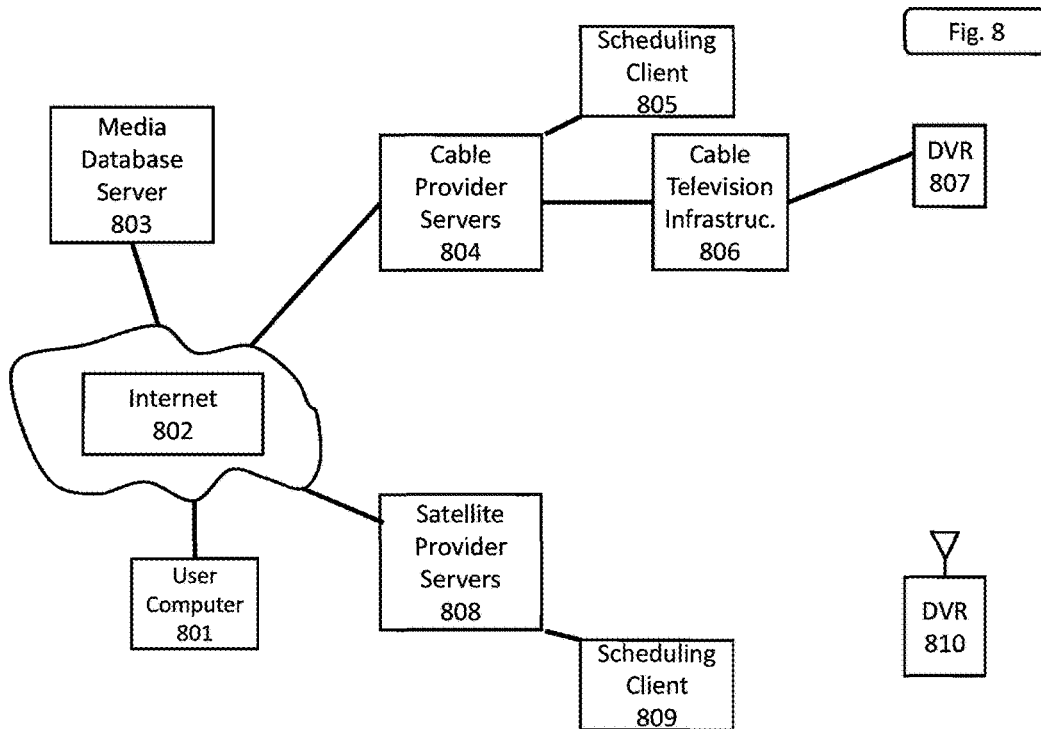 Fig. 8
Scheduling
Client
805
Media
Database
Server
803
Cable
Provider
Servers
804
Cable
Television
Infrastruc.
806
DVR
807
Internet
802
User
Computer
801
Satellite
Provider
Servers
808
Scheduling
Client
809
DVR
810